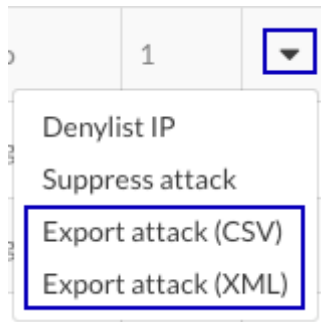 1
Denylist IP
Suppress attack
Export attack (CSV)
Export attack (XML)